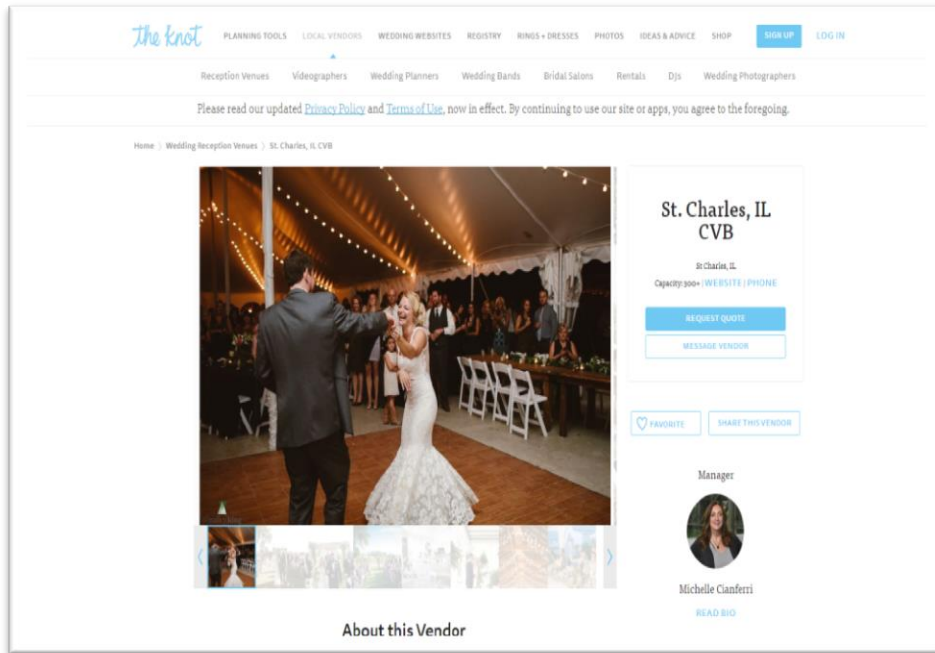 the knot
PLANNING TOOLS LOCAL VENDORS WEDDING WEBSITES REGISTRY RINGS + DRESSES PHOTOS IDEAS & ADVICE SHOP SIGN UP LOG IN
Reception Venues Videographers Wedding Planners Wedding Bands Bridal Salons Rentals DJs Wedding Photographers
Please read our updated Privacy Policy and Terms of Use, now in effect. By continuing to use our site or apps, you agree to the foregoing.
Home > Wedding Reception Venues > St. Charles, IL CVB
St. Charles, IL
CVB
St Charles, IL
Capacity: 300+ | WEBSITE | PHONE
REQUEST QUOTE
MESSAGE VENDOR
FAVORITE
SHARE THIS VENDOR
Manager
Michelle Cianferri
READ BIO
About this Vendor